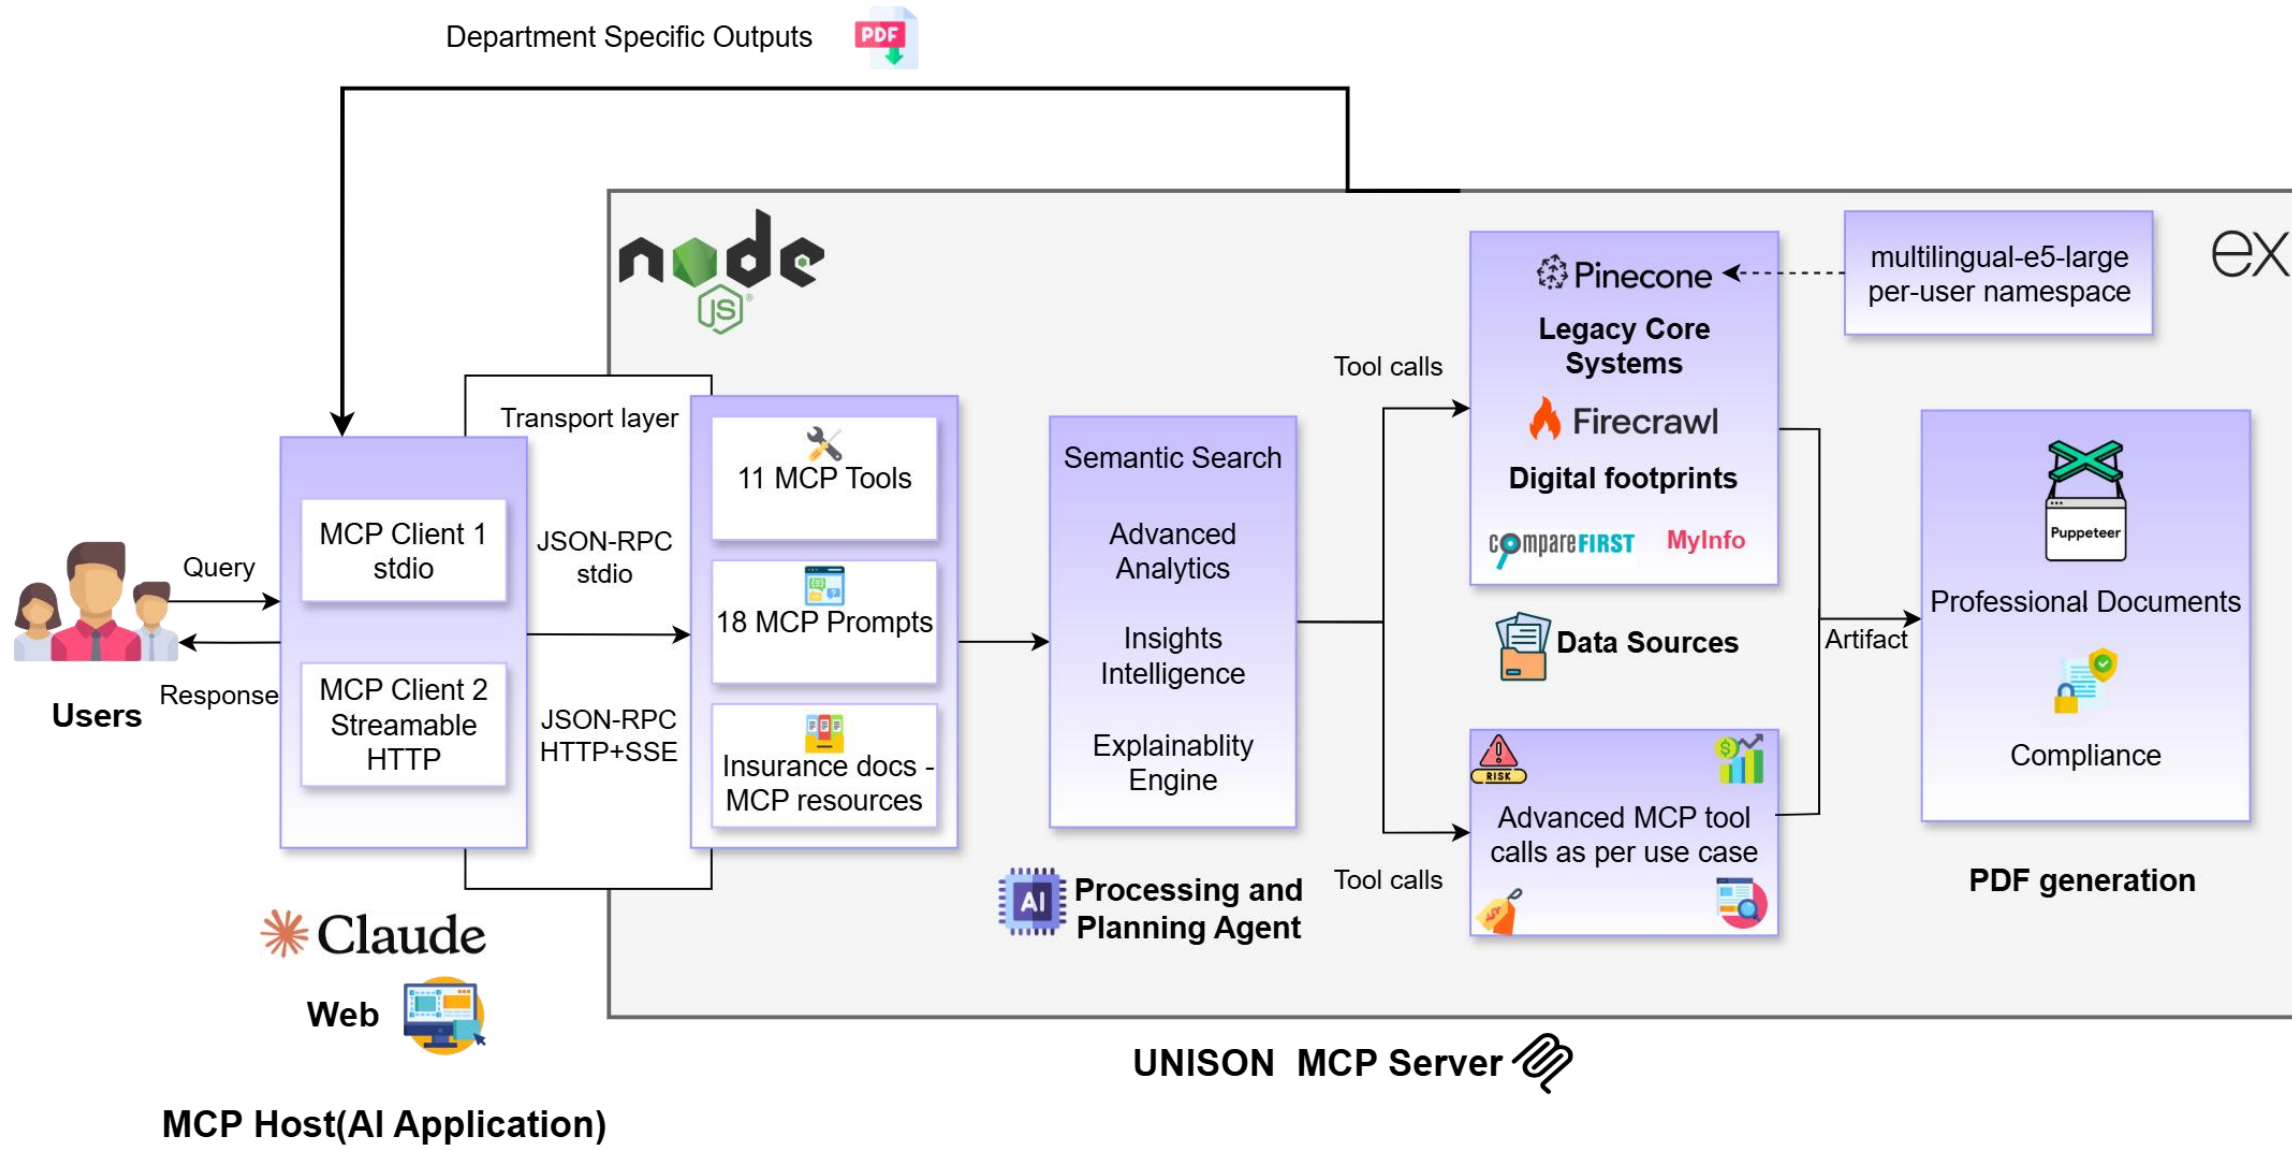 Department Specific Outputs
PDF
node
JS
ex
Pinecone
Legacy Core
Systems
Firecrawl
Digital footprints
compareFIRST
MyInfo
multilingual-e5-large
per-user namespace
Tool calls
Transport layer
11 MCP Tools
18 MCP Prompts
Insurance docs -
MCP resources
MCP Client 1
stdio
MCP Client 2
Streamable
HTTP
JSON-RPC
stdio
JSON-RPC
HTTP+SSE
Query
Response
Users
Semantic Search
Advanced
Analytics
Insights
Intelligence
Explainablity
Engine
Data Sources
Artifact
Puppeteer
Professional Documents
Compliance
PDF generation
RISK
$
Advanced MCP tool
calls as per use case
Tool calls
AI
Processing and
Planning Agent
Claude
Web
UNISON MCP Server
MCP Host(AI Application)